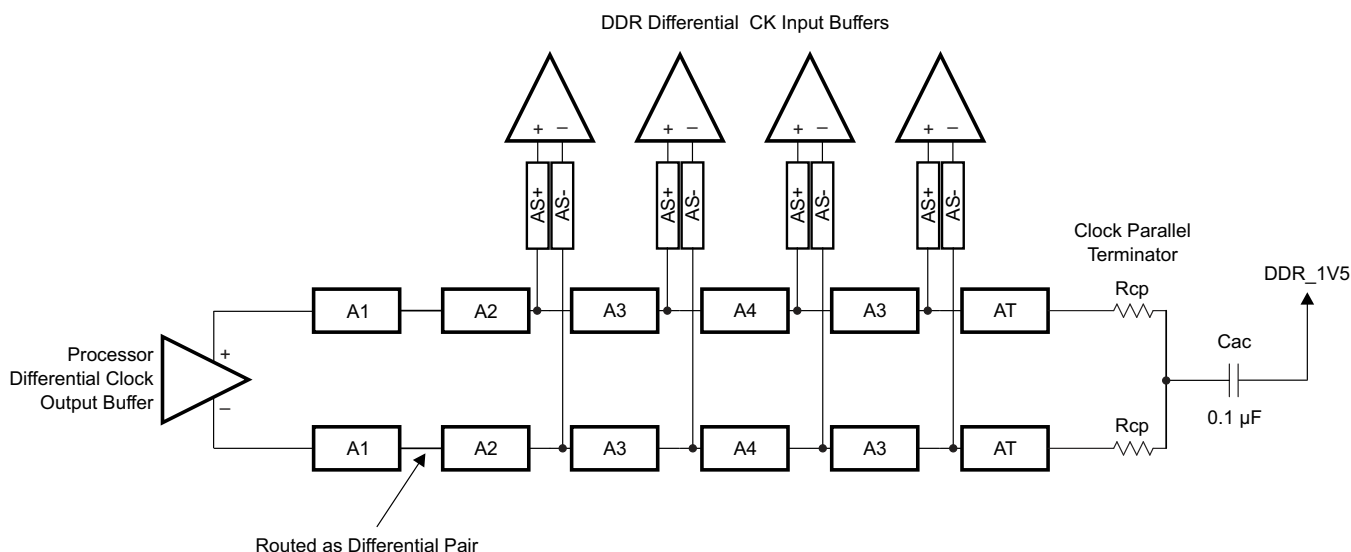 DDR Differential CK Input Buffers
+ –
+ –
+ –
+ –
AS+
AS-
AS+
AS-
AS+
AS-
AS+
AS-
Clock Parallel
Terminator
DDR_1V5
Rcp
A1
A2
A3
A4
A3
AT
Processor
Differential Clock
Output Buffer
+
–
Cac
0.1 µF
Rcp
A1
A2
A3
A4
A3
AT
Routed as Differential Pair